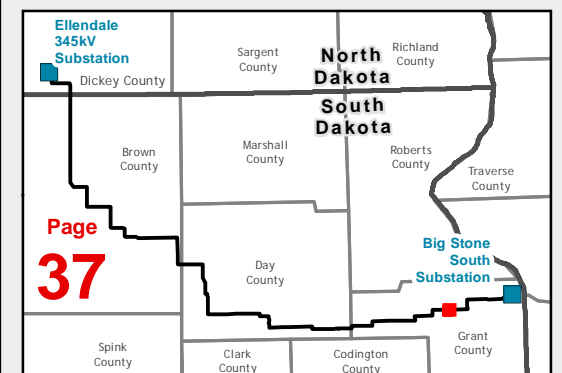 Ellendale
345kV
Substation
Dickey County
Sargent
County
North
Dakota
Richland
County
South
Dakota
Brown
County
Marshall
County
Roberts
County
Traverse
County
Page
37
Day
County
Big Stone
South
Substation
Grant
County
Spink
County
Clark
County
Codington
County